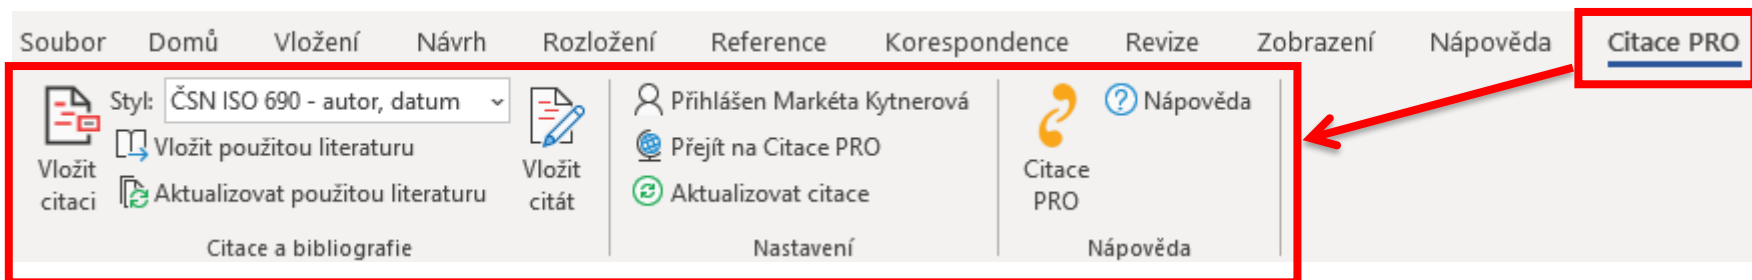 Soubor Domů Vložení Návrh Rozložení Reference Korespondence Revize Zobrazení Nápověda Citace PRO
Vložit citaci
Styl: ČSN ISO 690 - autor, datum
Vložit použitou literaturu
Aktualizovat použitou literaturu
Vložit citát
Citace a bibliografie
Přihlášen Markéta Kytnerová
Přejít na Citace PRO
Aktualizovat citace
Nastavení
Citace PRO
Nápověda
Nápověda